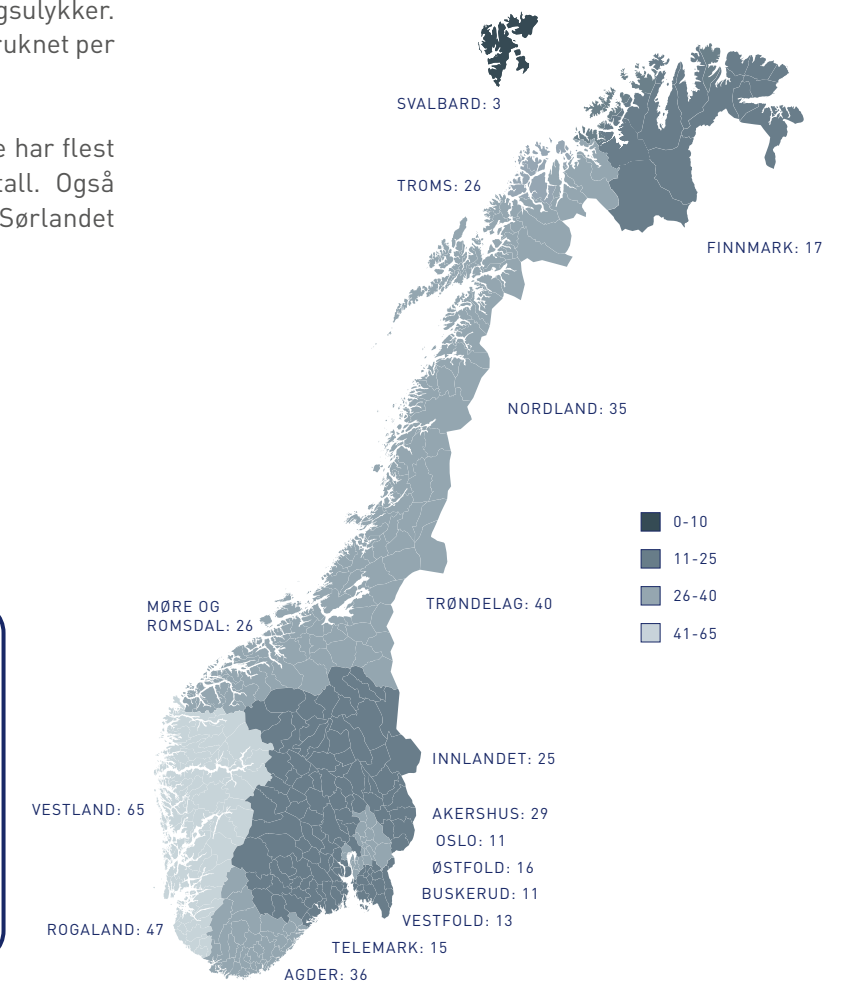 gsulykker.
ruknet per
e har flest
tall. Også
Sørlandet
SVALBARD: 3
TROMS: 26
FINNMARK: 17
NORDLAND: 35
0-10
11-25
26-40
41-65
TRØNDELAG: 40
MØRE OG
ROMSDAL: 26
INNLANDET: 25
VESTLAND: 65
AKERSHUS: 29
OSLO: 11
ØSTFOLD: 16
BUSKERUD: 11
VESTFOLD: 13
ROGALAND: 47
TELEMARK: 15
AGDER: 36